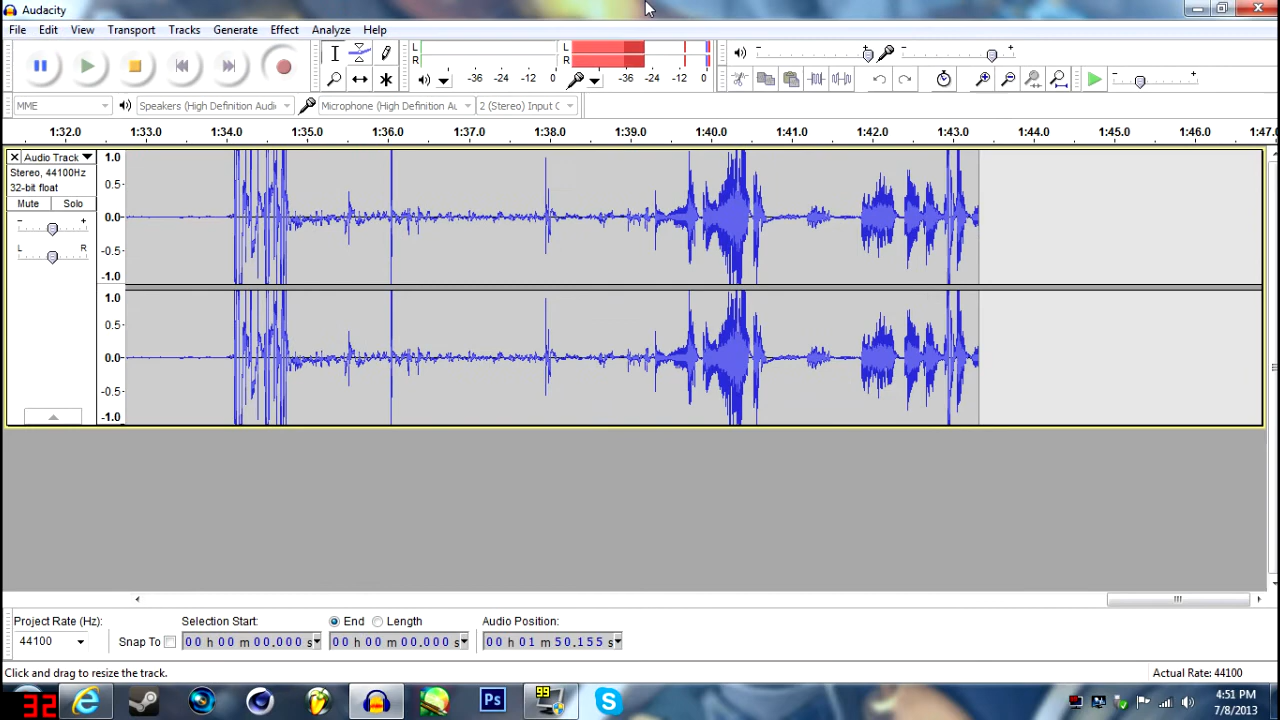 Audacity
File Edit View Transport Tracks Generate Effect Analyze Help
L
R
-36 -24 -12 0
L
R
-36 -24 -12 0
MME
Speakers (High Definition Audi
Microphone (High Definition Au
2 (Stereo) Input C
1:32.0 1:33.0 1:34.0 1:35.0 1:36.0 1:37.0 1:38.0 1:39.0 1:40.0 1:41.0 1:42.0 1:43.0 1:44.0 1:45.0 1:46.0 1:47.0
Audio Track
Stereo, 44100Hz
32-bit float
Mute Solo
- +
L R
1.0
0.5
0.0
-0.5
-1.0
1.0
0.5
0.0
-0.5
-1.0
Project Rate (Hz):
44100
Snap To
Selection Start:
00 h 00 m 00.000 s
End Length
00 h 00 m 00.000 s
Audio Position:
00 h 01 m 50.155 s
Click and drag to resize the track.
Actual Rate: 44100
32
Ps
99
4:51 PM
7/8/2013